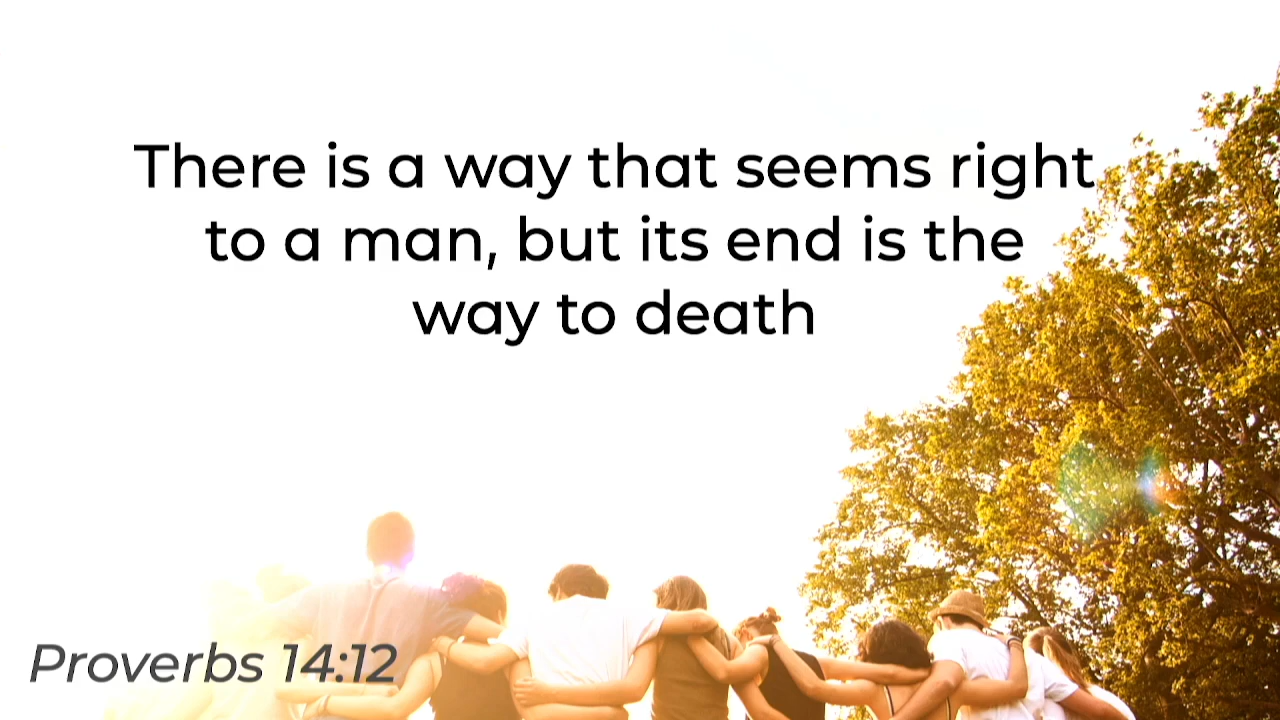 There is a way that seems right
to a man, but its end is the
way to death
Proverbs 14:12